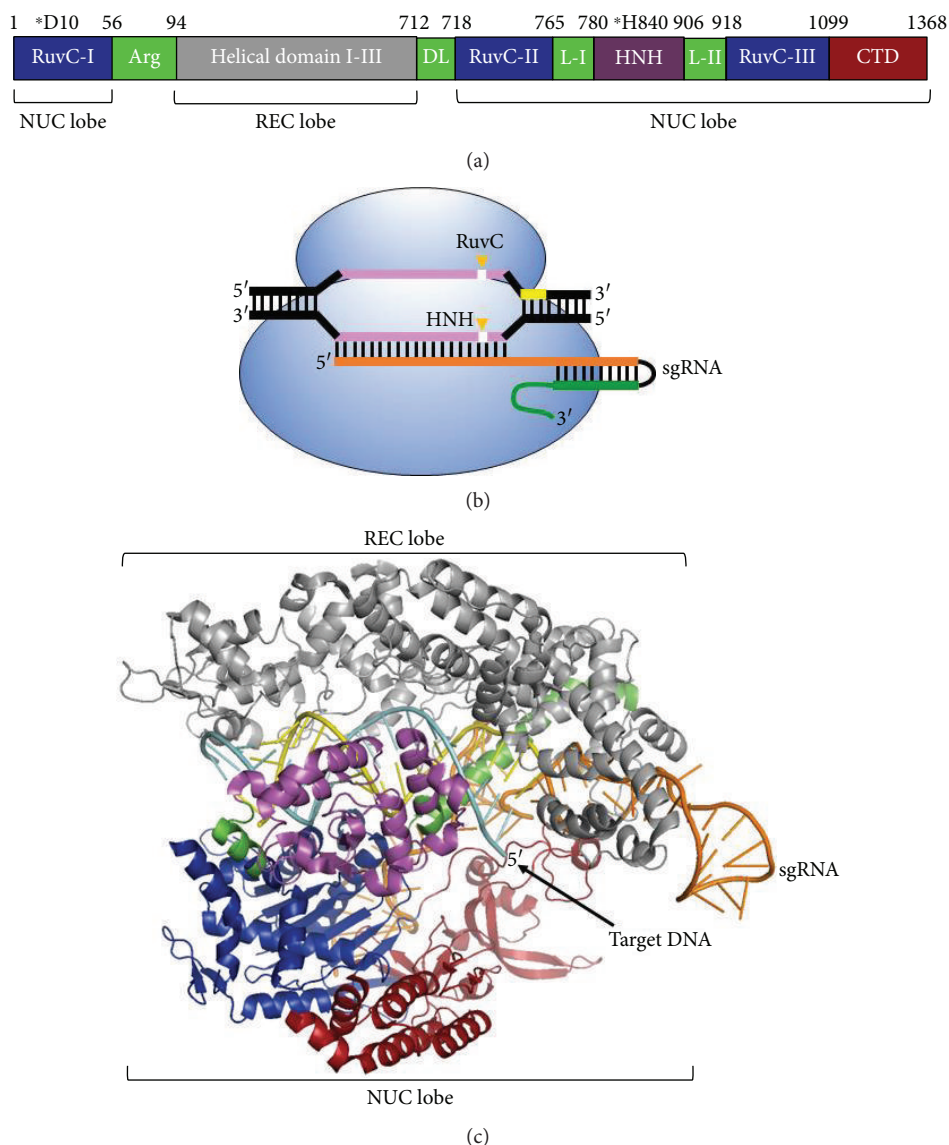 1 *D10 56 94 712 718 765 780 *H840 906 918 1099 1368
RuvC-I Arg Helical domain I-III DL RuvC-II L-I HNH L-II RuvC-III CTD
NUC lobe REC lobe NUC lobe
(a)
RuvC
5′ 3′
3′ HNH 5′
5′ sgRNA
3′
(b)
REC lobe
5′
sgRNA
Target DNA
NUC lobe
(c)